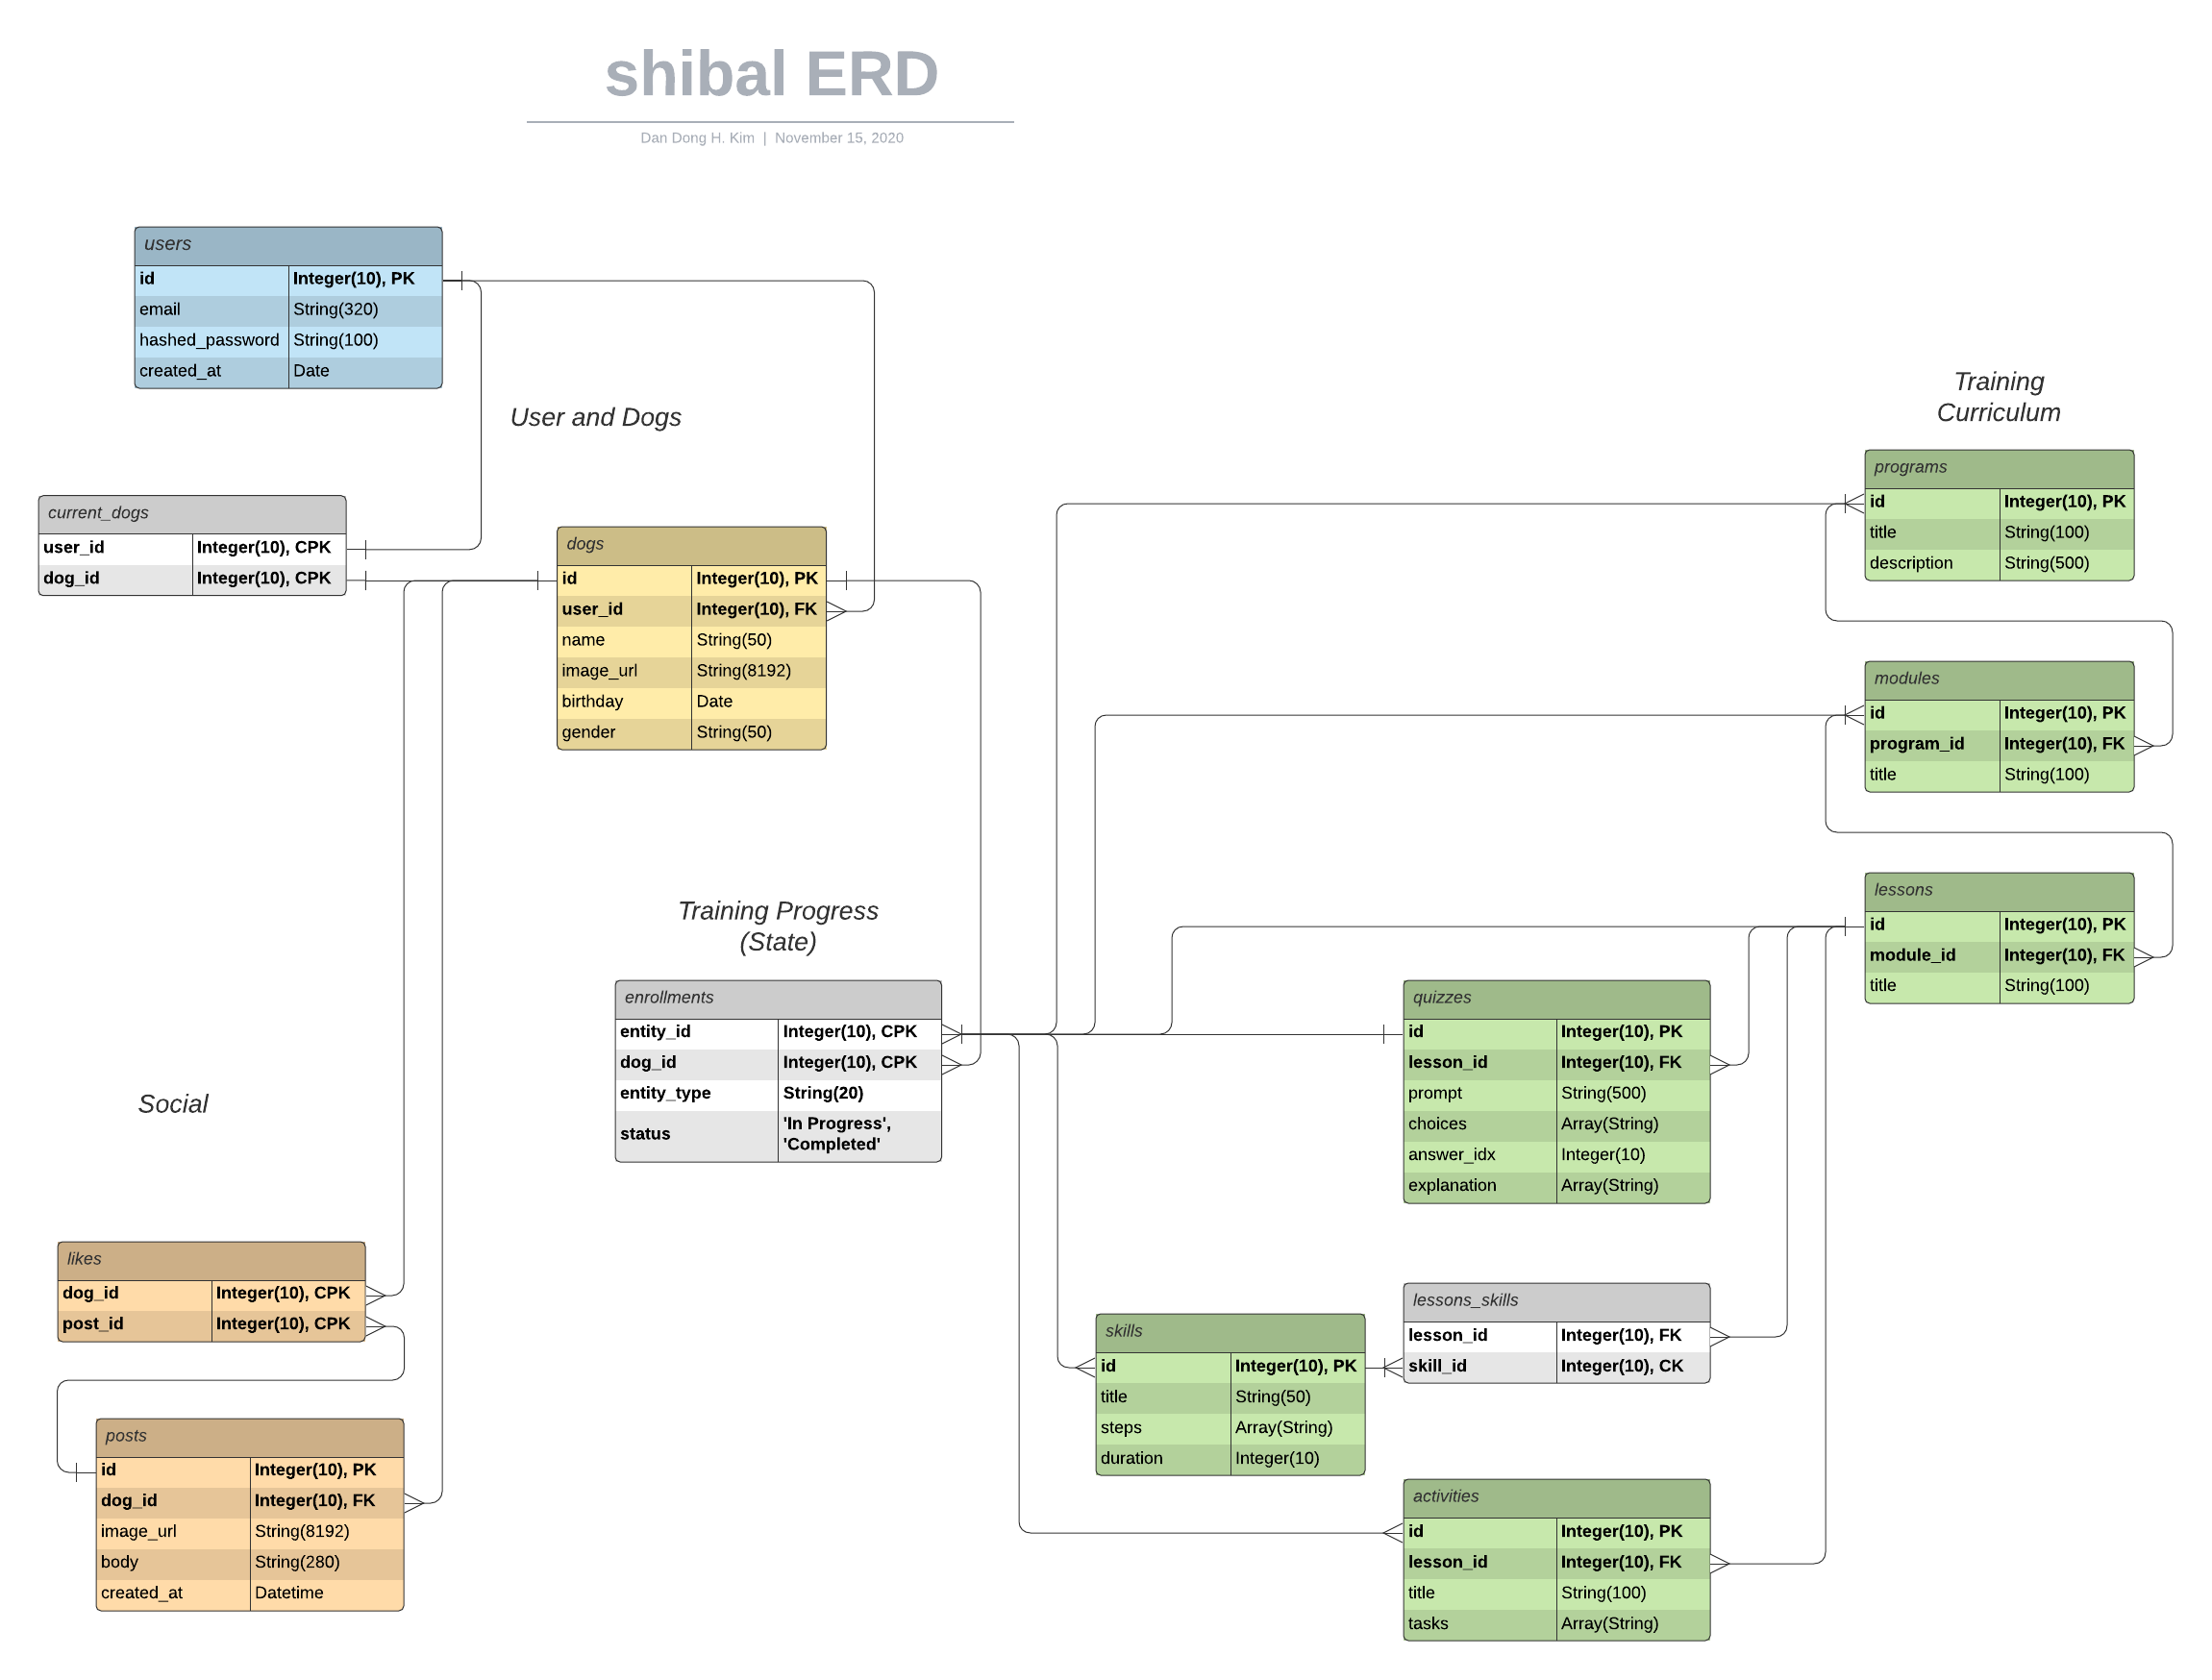 shibal ERD
Dan Dong H. Kim | November 15, 2020
users
id Integer(10), PK
email String(320)
hashed_password String(100)
created_at Date
User and Dogs
current_dogs
user_id Integer(10), CPK
dog_id Integer(10), CPK
dogs
id Integer(10), PK
user_id Integer(10), FK
name String(50)
image_url String(8192)
birthday Date
gender String(50)
Training
Curriculum
programs
id Integer(10), PK
title String(100)
description String(500)
modules
id Integer(10), PK
program_id Integer(10), FK
title String(100)
lessons
id Integer(10), PK
module_id Integer(10), FK
title String(100)
Training Progress
(State)
enrollments
entity_id Integer(10), CPK
dog_id Integer(10), CPK
entity_type String(20)
status 'In Progress',
'Completed'
quizzes
id Integer(10), PK
lesson_id Integer(10), FK
prompt String(500)
choices Array(String)
answer_idx Integer(10)
explanation Array(String)
Social
likes
dog_id Integer(10), CPK
post_id Integer(10), CPK
posts
id Integer(10), PK
dog_id Integer(10), FK
image_url String(8192)
body String(280)
created_at Datetime
skills
id Integer(10), PK
title String(50)
steps Array(String)
duration Integer(10)
lessons_skills
lesson_id Integer(10), FK
skill_id Integer(10), CK
activities
id Integer(10), PK
lesson_id Integer(10), FK
title String(100)
tasks Array(String)